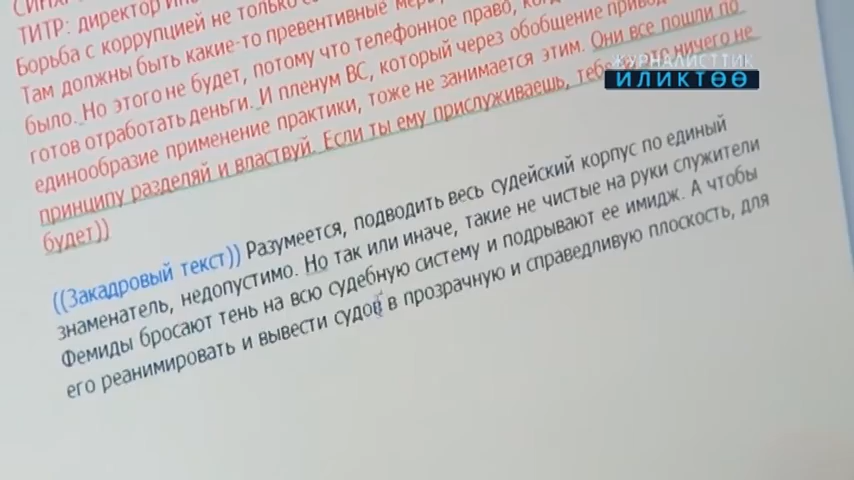 ТИТР: директор
Борьба с коррупцией не только
Там должны быть какие-то превентивные
было. Но этого не будет, потому что телефонное право,
готов отработать деньги. И пленум ВС, который через обобщение
единообразие применение практики, тоже не занимается этим. Они все пошли по
принципу разделяй и властвуй. Если ты ему прислуживаешь, ничего не
будет))
((Закадровый текст)) Разумеется, подводить весь судейский корпус по единый
знаменатель, недопустимо. Но так или иначе, такие не чистые на руки служители
Фемиды бросают тень на всю судебную систему и подрывают ее имидж. А чтобы
его реанимировать и вывести судов в прозрачную и справедливую плоскость, для
ЖУРНАЛИСТТИК
ИЛИКТӨӨ